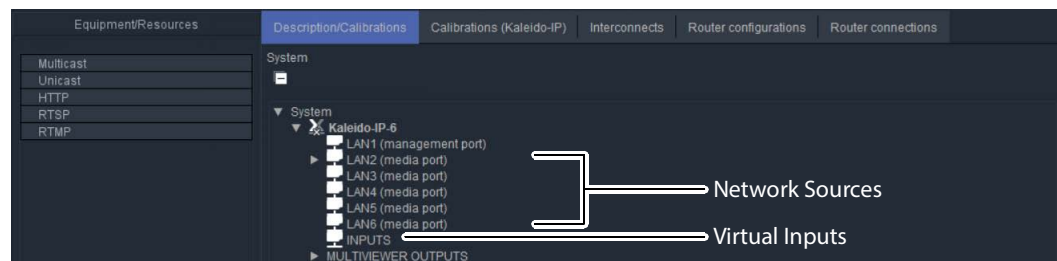 Equipment/Resources
Description/Calibrations
Calibrations (Kaleido-IP)
Interconnects
Router configurations
Router connections
Multicast
Unicast
HTTP
RTSP
RTMP
System
System
Kaleido-IP-6
LAN1 (management port)
LAN2 (media port)
LAN3 (media port)
LAN4 (media port)
LAN5 (media port)
LAN6 (media port)
INPUTS
MULTIVIEWER OUTPUTS
Network Sources
Virtual Inputs